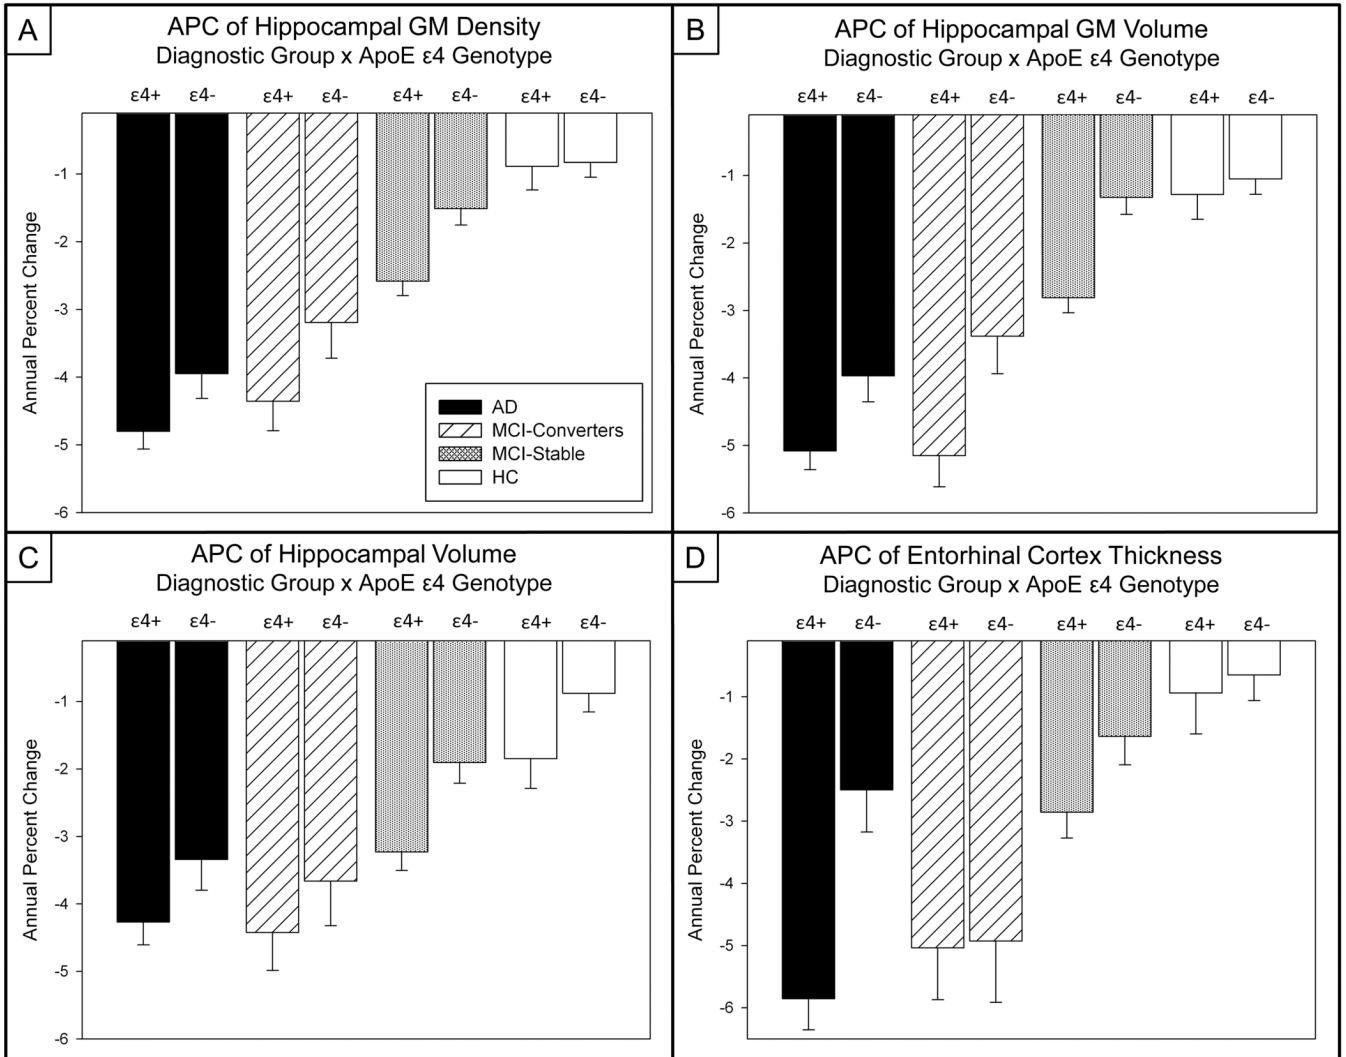 A
APC of Hippocampal GM Density
Diagnostic Group x ApoE ε4 Genotype
ε4+ ε4- ε4+ ε4- ε4+ ε4- ε4+ ε4-
Annual Percent Change
-1
-2
-3
-4
-5
-6
AD
MCI-Converters
MCI-Stable
HC
B
APC of Hippocampal GM Volume
Diagnostic Group x ApoE ε4 Genotype
ε4+ ε4- ε4+ ε4- ε4+ ε4- ε4+ ε4-
Annual Percent Change
-1
-2
-3
-4
-5
-6
C
APC of Hippocampal Volume
Diagnostic Group x ApoE ε4 Genotype
ε4+ ε4- ε4+ ε4- ε4+ ε4- ε4+ ε4-
Annual Percent Change
-1
-2
-3
-4
-5
-6
D
APC of Entorhinal Cortex Thickness
Diagnostic Group x ApoE ε4 Genotype
ε4+ ε4- ε4+ ε4- ε4+ ε4- ε4+ ε4-
Annual Percent Change
-1
-2
-3
-4
-5
-6